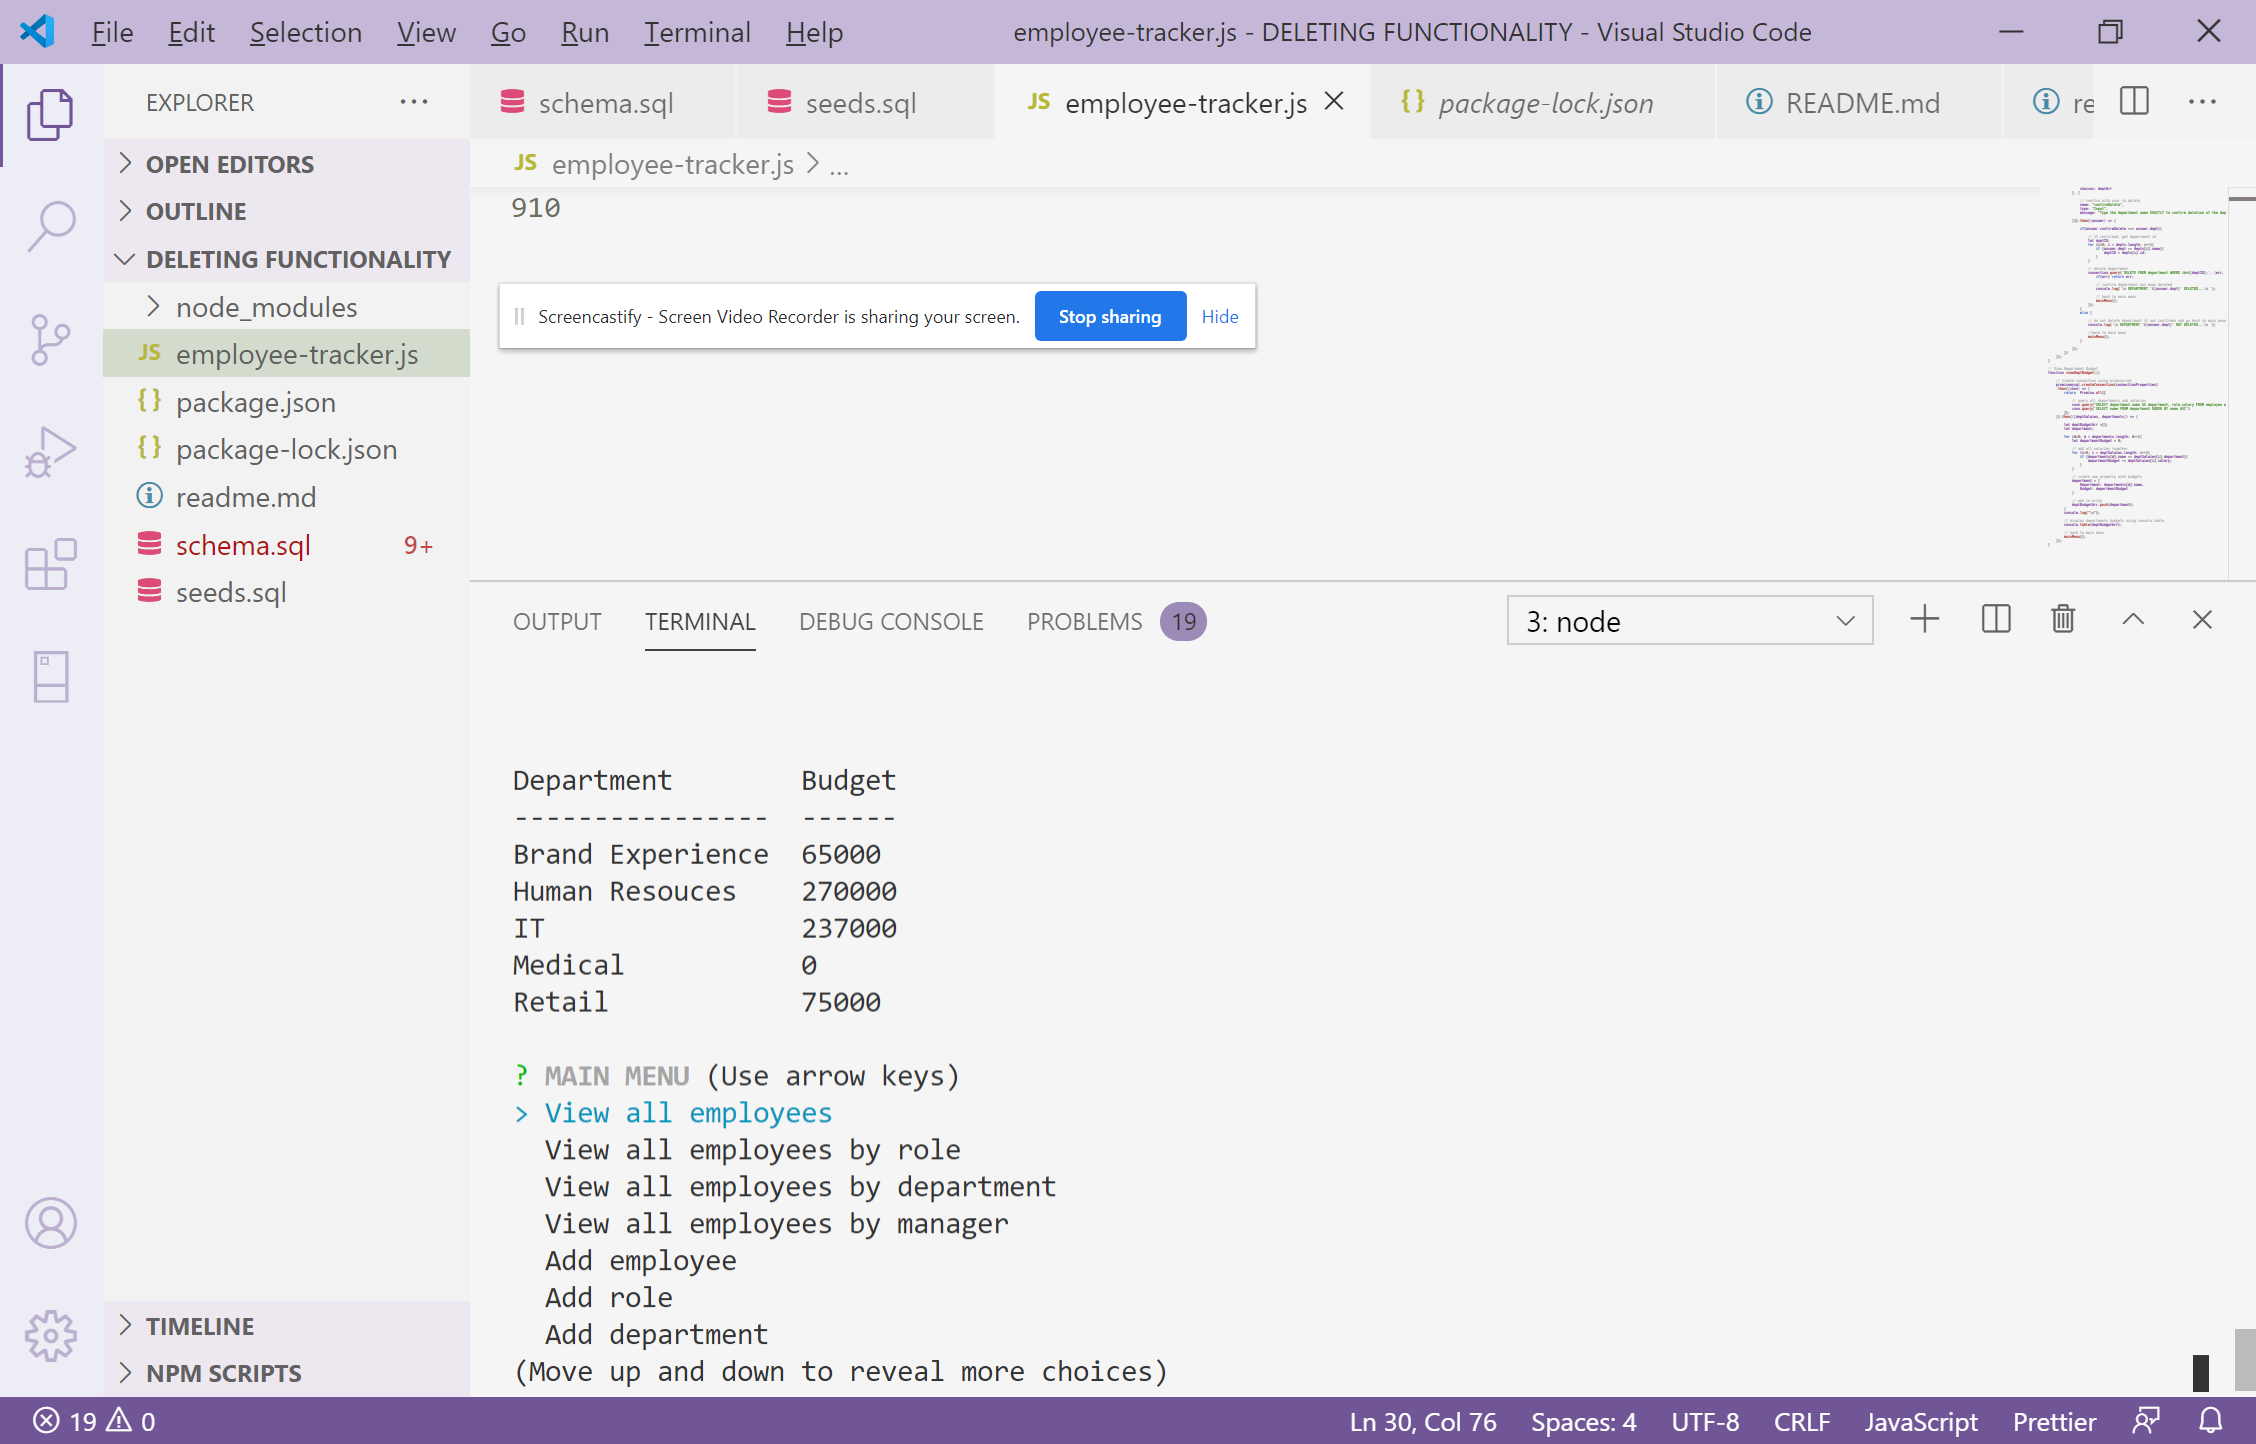 File Edit Selection View Go Run Terminal Help employee-tracker.js - DELETING FUNCTIONALITY - Visual Studio Code
EXPLORER
schema.sql seeds.sql JS employee-tracker.js {} package-lock.json README.md re
JS employee-tracker.js > ...
OPEN EDITORS
OUTLINE
DELETING FUNCTIONALITY
node_modules
JS employee-tracker.js
{} package.json
{} package-lock.json
readme.md
schema.sql 9+
seeds.sql
TIMELINE
NPM SCRIPTS
910
Screencastify - Screen Video Recorder is sharing your screen. Stop sharing Hide
OUTPUT TERMINAL DEBUG CONSOLE PROBLEMS 19 3: node
Department Budget
---------------- ------
Brand Experience 65000
Human Resouces 270000
IT 237000
Medical 0
Retail 75000
? MAIN MENU (Use arrow keys)
> View all employees
View all employees by role
View all employees by department
View all employees by manager
Add employee
Add role
Add department
(Move up and down to reveal more choices)
19 0 Ln 30, Col 76 Spaces: 4 UTF-8 CRLF JavaScript Prettier